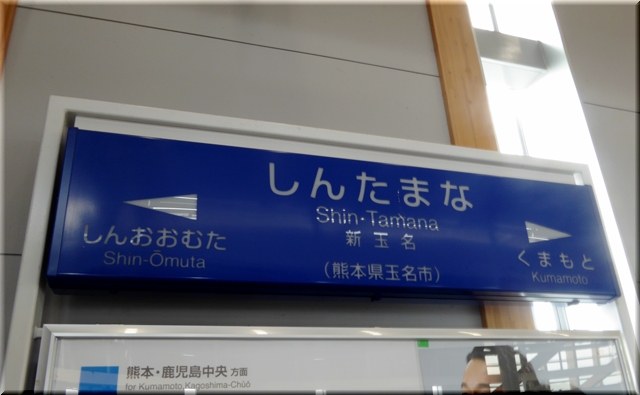 しんたまな
Shin-Tamana
新玉名
(熊本県玉名市)
しんおおむた
Shin-Ōmuta
くまもと
Kumamoto
熊本・鹿児島中央 方面
for Kumamoto,Kagoshima-Chūō